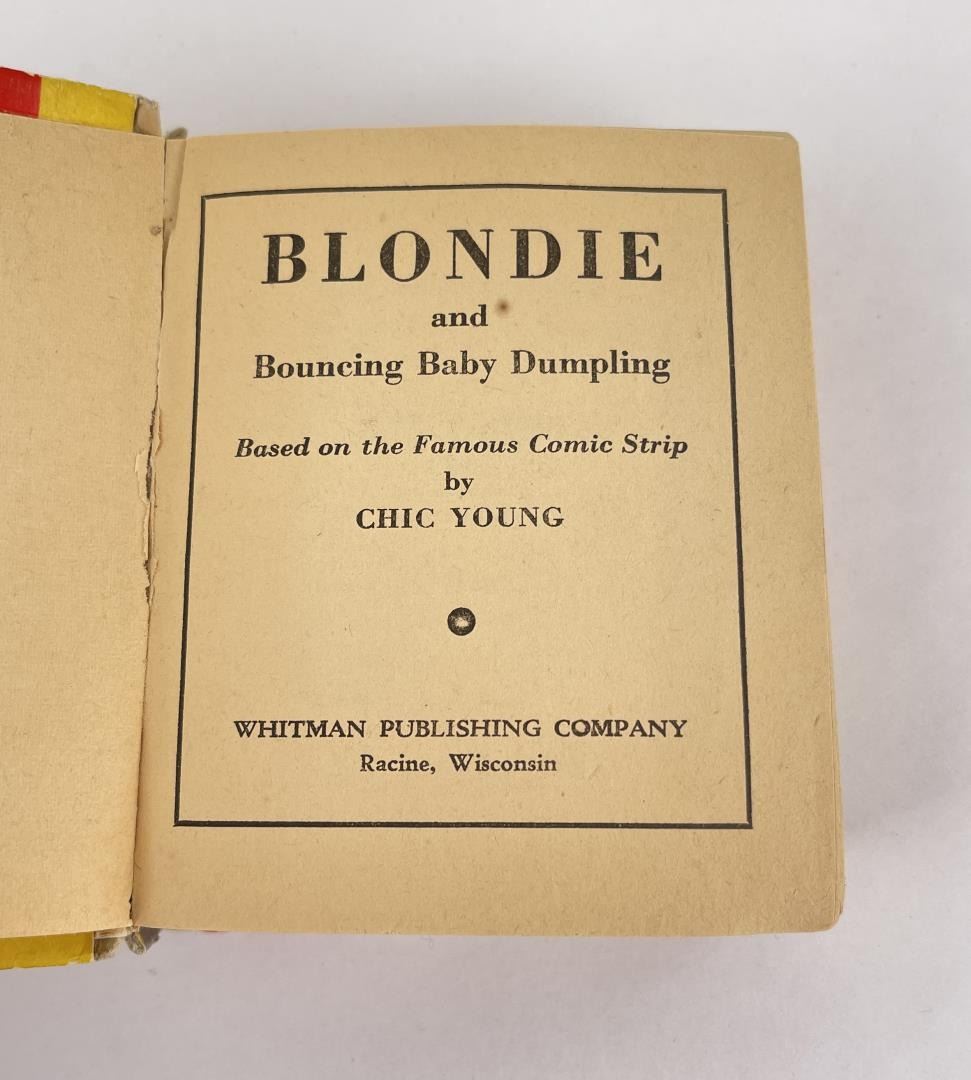 BLONDIE
and
Bouncing Baby Dumpling
Based on the Famous Comic Strip
by
CHIC YOUNG
WHITMAN PUBLISHING COMPANY
Racine, Wisconsin